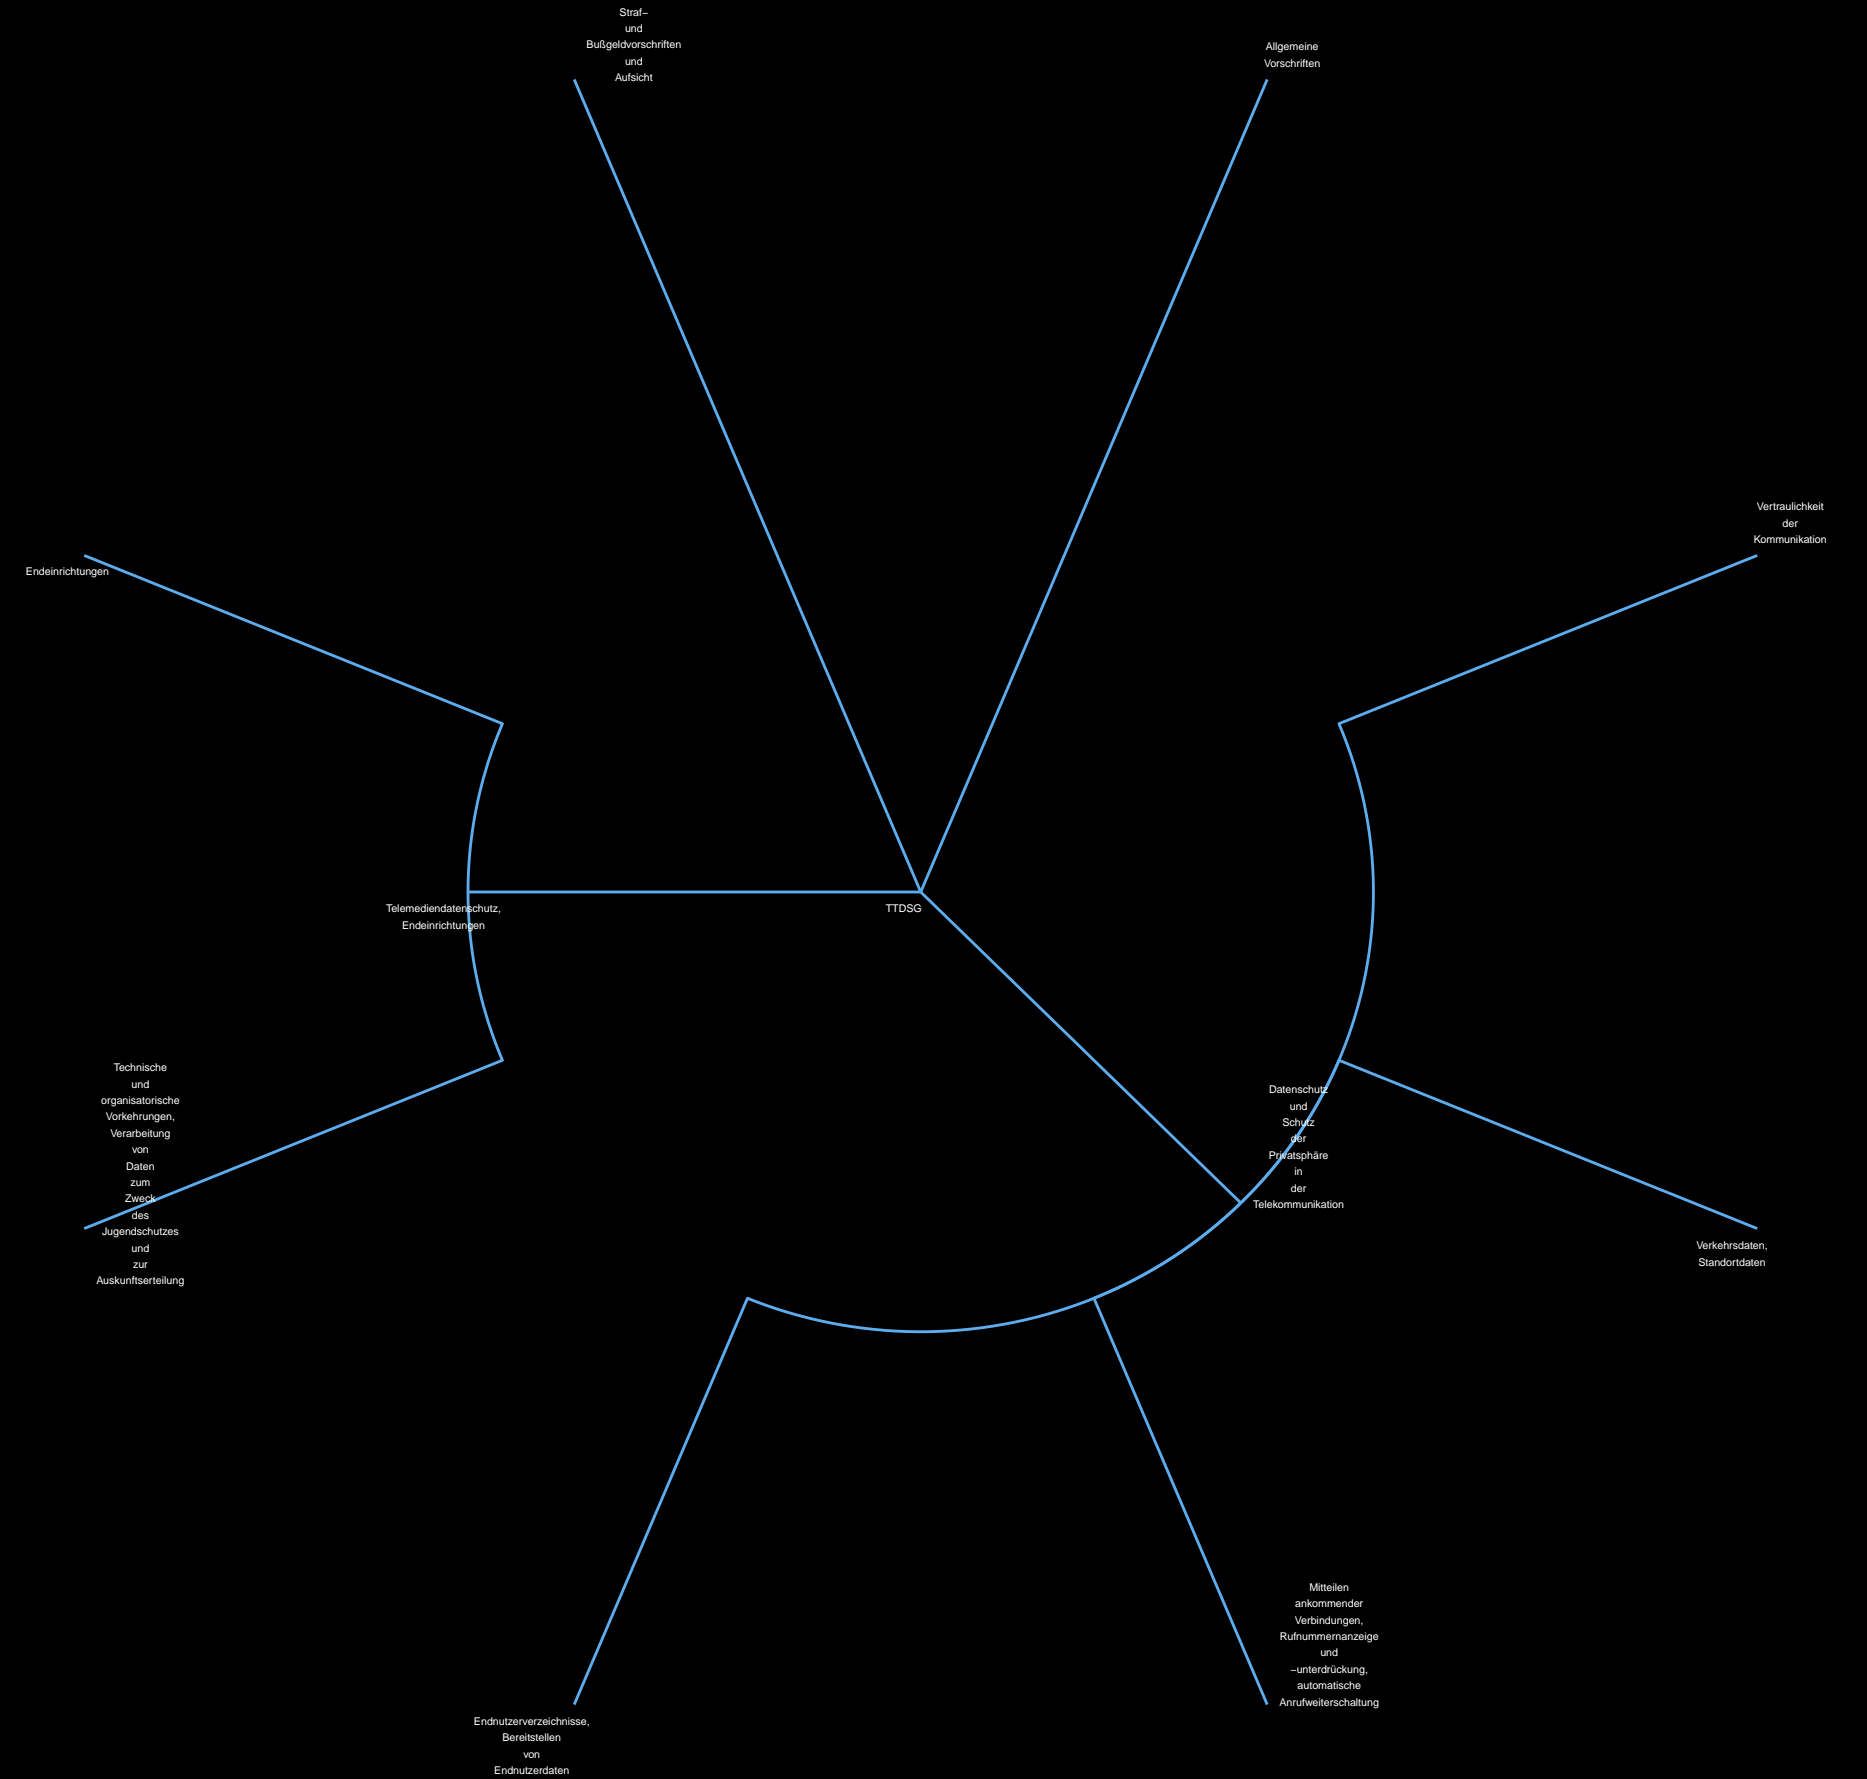 Straf–
und
Bußgeldvorschriften
und
Aufsicht
Allgemeine
Vorschriften
Vertraulichkeit
der
Kommunikation
Endeinrichtungen
Telemediendatenschutz,
Endeinrichtungen
TTDSG
Technische
und
organisatorische
Vorkehrungen,
Verarbeitung
von
Daten
zum
Zweck
des
Jugendschutzes
und
zur
Auskunftserteilung
Datenschutz
und
Schutz
der
Privatsphäre
in
der
Telekommunikation
Verkehrsdaten,
Standortdaten
Mitteilen
ankommender
Verbindungen,
Rufnummernanzeige
und
–unterdrückung,
automatische
Anrufweiterschaltung
Endnutzerverzeichnisse,
Bereitstellen
von
Endnutzerdaten